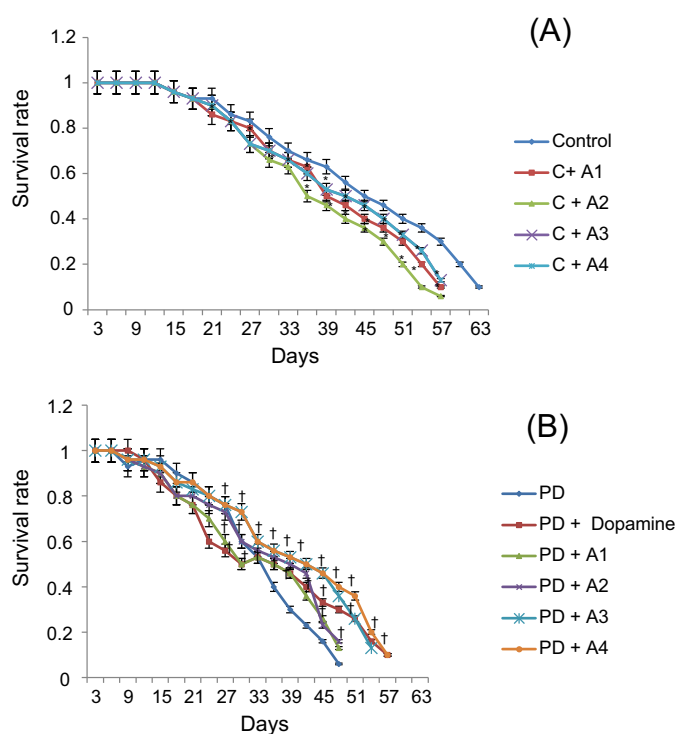 (A)
1.2
1
0.8
0.6
0.4
0.2
0
Survival rate
3 9 15 21 27 33 39 45 51 57 63
Days
Control
C+ A1
C + A2
C + A3
C + A4
(B)
1.2
1
0.8
0.6
0.4
0.2
0
Survival rate
3 9 15 21 27 33 39 45 51 57 63
Days
PD
PD + Dopamine
PD + A1
PD + A2
PD + A3
PD + A4